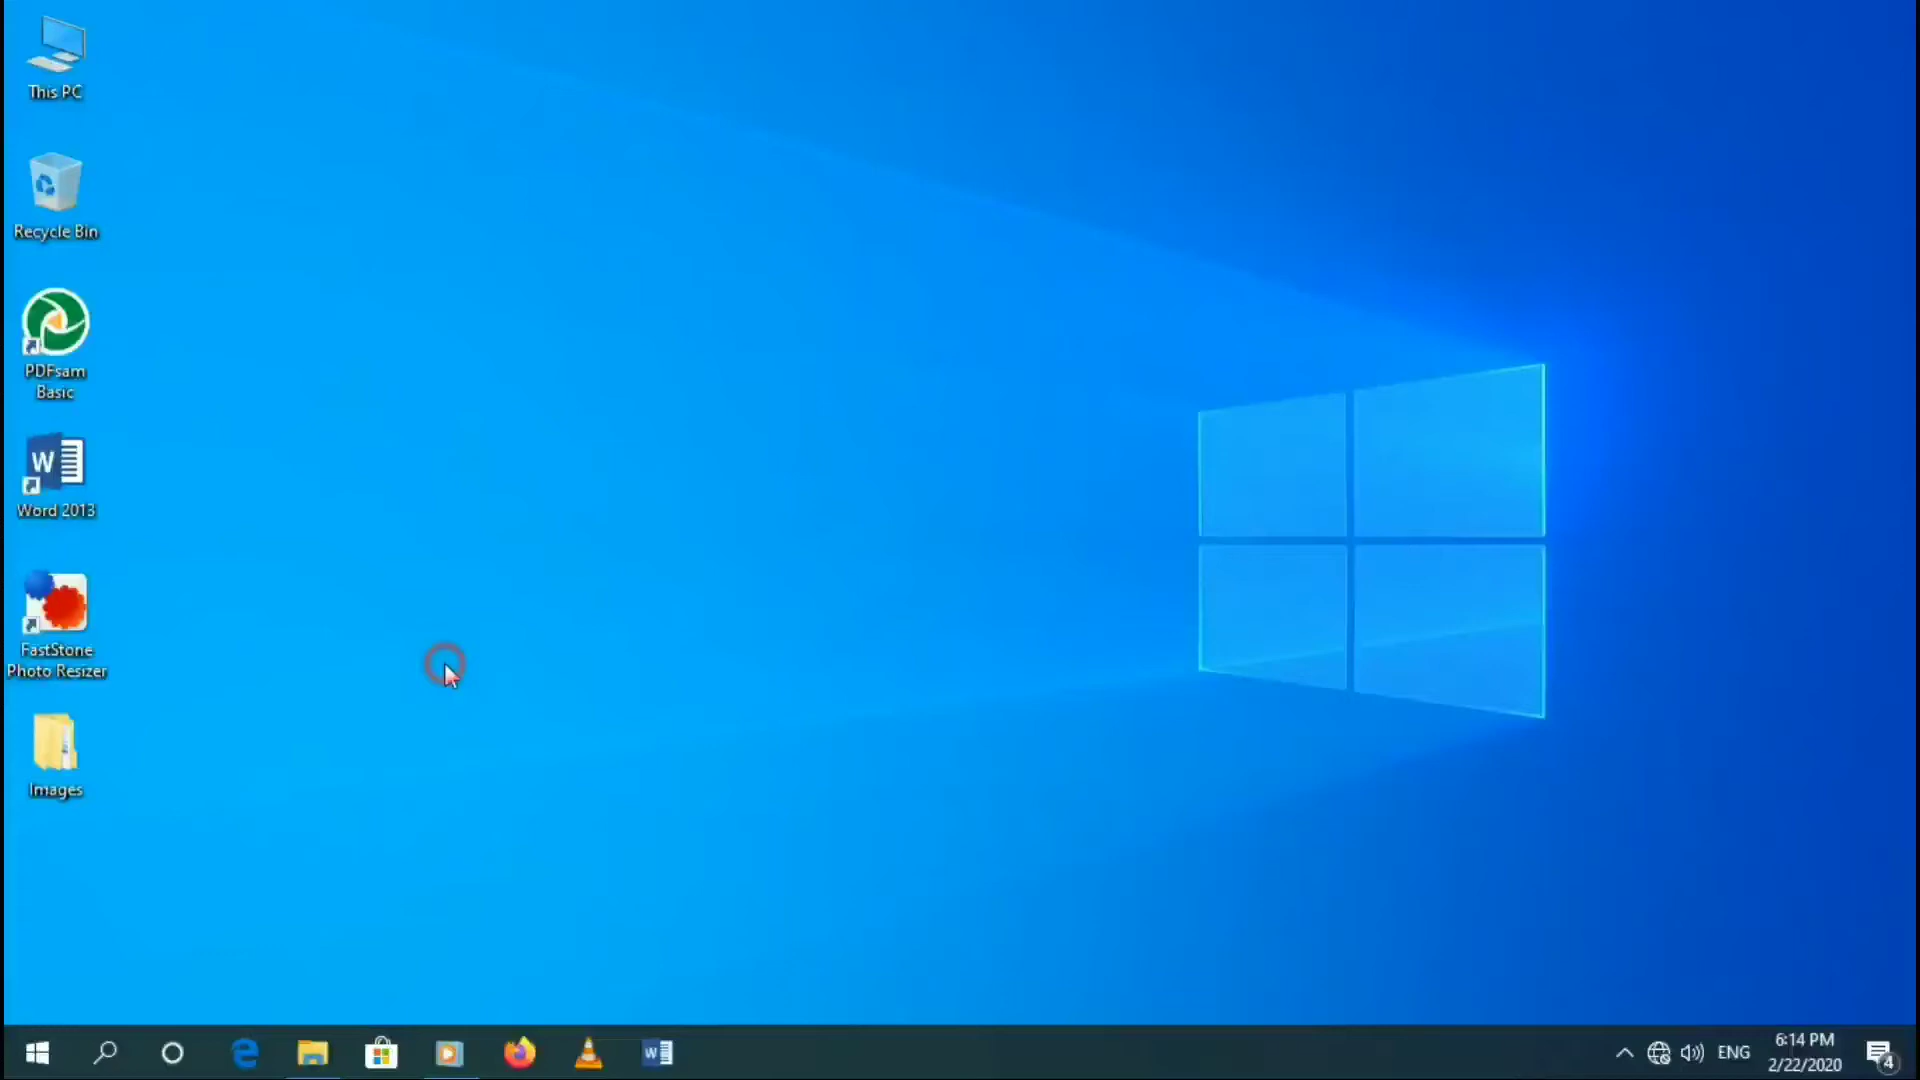 This PC
Recycle Bin
PDFsam
Basic
W
Word 2013
FastStone
Photo Resizer
Images
W
ENG
6:14 PM
2/22/2020
4